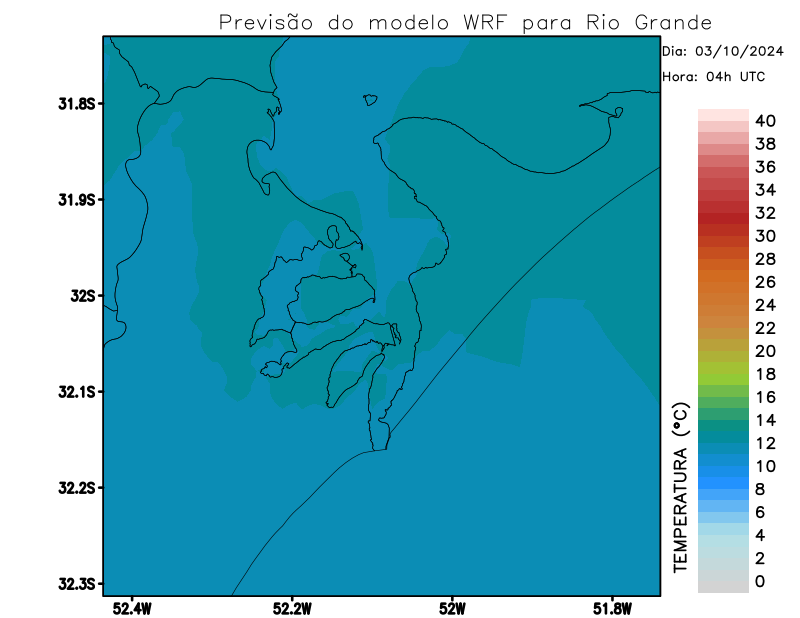 Previsão do modelo WRF para Rio Grande
Dia: 03/10/2024
Hora: 04h UTC
31.8S
31.9S
32S
32.1S
32.2S
32.3S
52.4W
52.2W
52W
51.8W
TEMPERATURA (ºC)
40
38
36
34
32
30
28
26
24
22
20
18
16
14
12
10
8
6
4
2
0